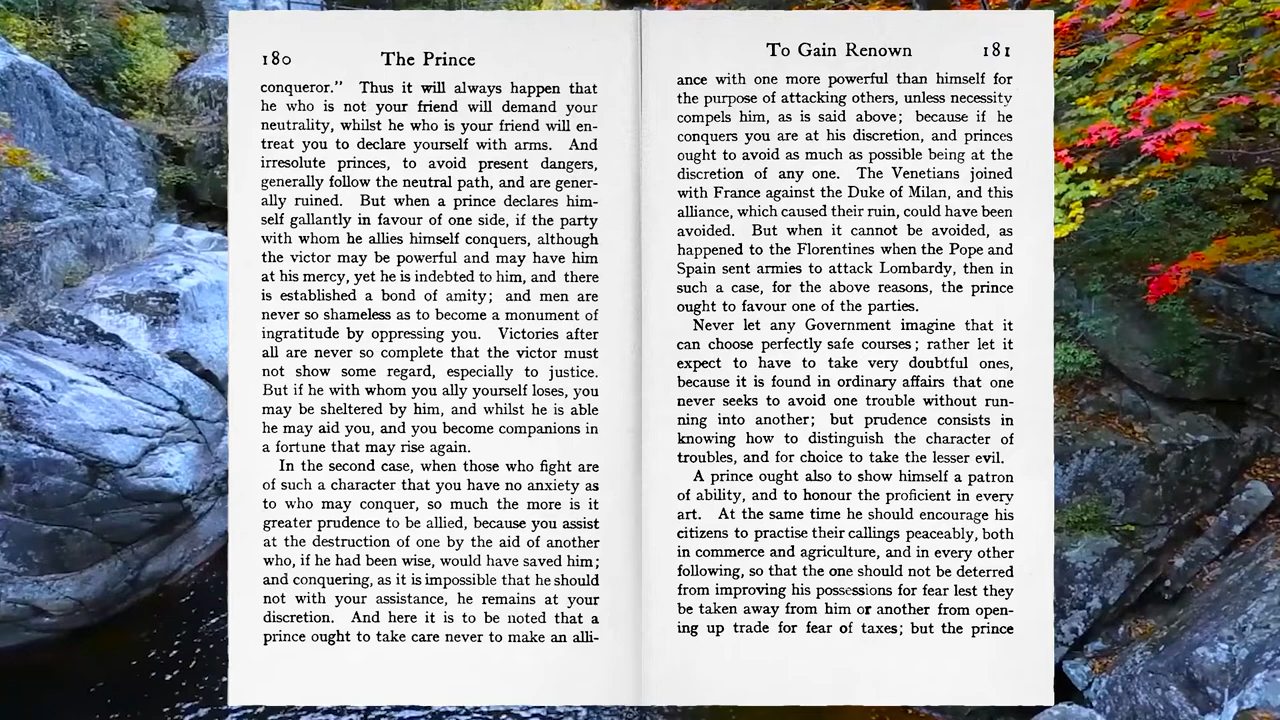 180 The Prince
conqueror." Thus it will always happen that
he who is not your friend will demand your
neutrality, whilst he who is your friend will en-
treat you to declare yourself with arms. And
irresolute princes, to avoid present dangers,
generally follow the neutral path, and are gener-
ally ruined. But when a prince declares him-
self gallantly in favour of one side, if the party
with whom he allies himself conquers, although
the victor may be powerful and may have him
at his mercy, yet he is indebted to him, and there
is established a bond of amity; and men are
never so shameless as to become a monument of
ingratitude by oppressing you. Victories after
all are never so complete that the victor must
not show some regard, especially to justice.
But if he with whom you ally yourself loses, you
may be sheltered by him, and whilst he is able
he may aid you, and you become companions in
a fortune that may rise again.
In the second case, when those who fight are
of such a character that you have no anxiety as
to who may conquer, so much the more is it
greater prudence to be allied, because you assist
at the destruction of one by the aid of another
who, if he had been wise, would have saved him;
and conquering, as it is impossible that he should
not with your assistance, he remains at your
discretion. And here it is to be noted that a
prince ought to take care never to make an alli-
To Gain Renown 181
ance with one more powerful than himself for
the purpose of attacking others, unless necessity
compels him, as is said above; because if he
conquers you are at his discretion, and princes
ought to avoid as much as possible being at the
discretion of any one. The Venetians joined
with France against the Duke of Milan, and this
alliance, which caused their ruin, could have been
avoided. But when it cannot be avoided, as
happened to the Florentines when the Pope and
Spain sent armies to attack Lombardy, then in
such a case, for the above reasons, the prince
ought to favour one of the parties.
Never let any Government imagine that it
can choose perfectly safe courses; rather let it
expect to have to take very doubtful ones,
because it is found in ordinary affairs that one
never seeks to avoid one trouble without run-
ning into another; but prudence consists in
knowing how to distinguish the character of
troubles, and for choice to take the lesser evil.
A prince ought also to show himself a patron
of ability, and to honour the proficient in every
art. At the same time he should encourage his
citizens to practise their callings peaceably, both
in commerce and agriculture, and in every other
following, so that the one should not be deterred
from improving his possessions for fear lest they
be taken away from him or another from open-
ing up trade for fear of taxes; but the prince